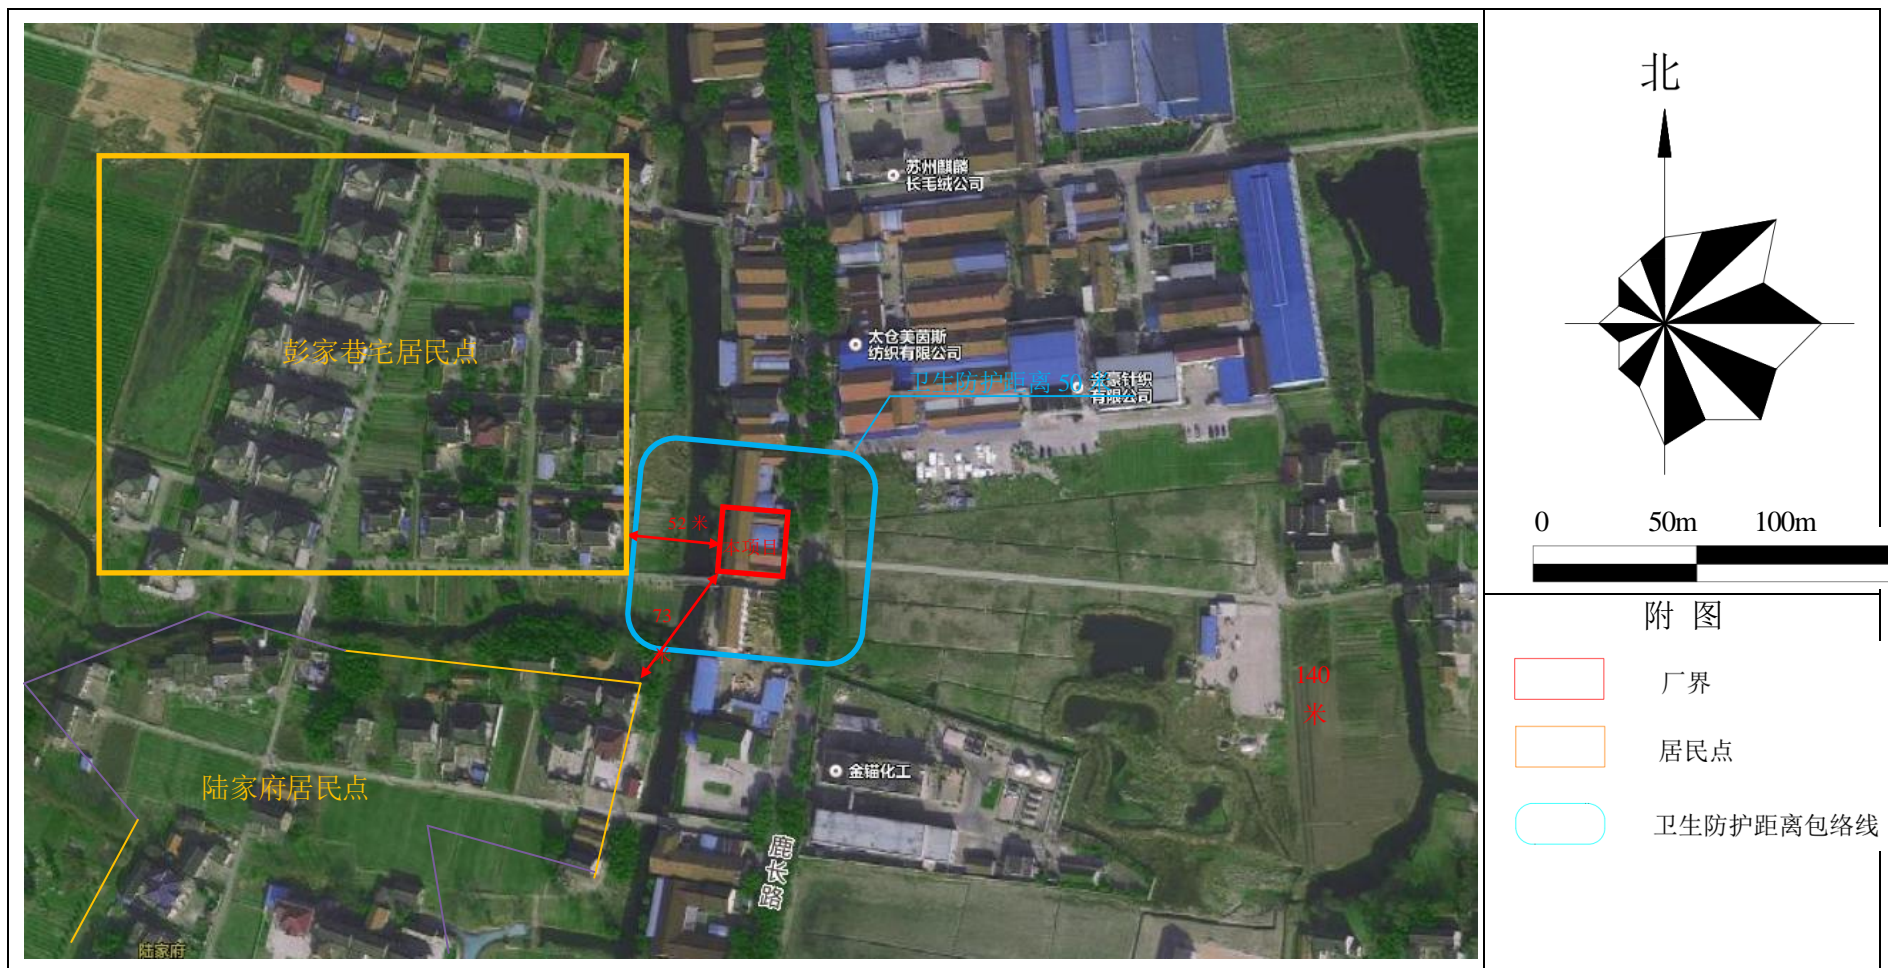 苏州麒麟
长毛绒公司
彭家巷宅居民点
太仓美茵斯
纺织有限公司
卫生防护距离 50 米
金豪针织
有限公司
52 米
本项目
73
米
140
米
陆家府居民点
金锚化工
鹿长路
陆家府
北
0 50m 100m
附 图
厂界
居民点
卫生防护距离包络线